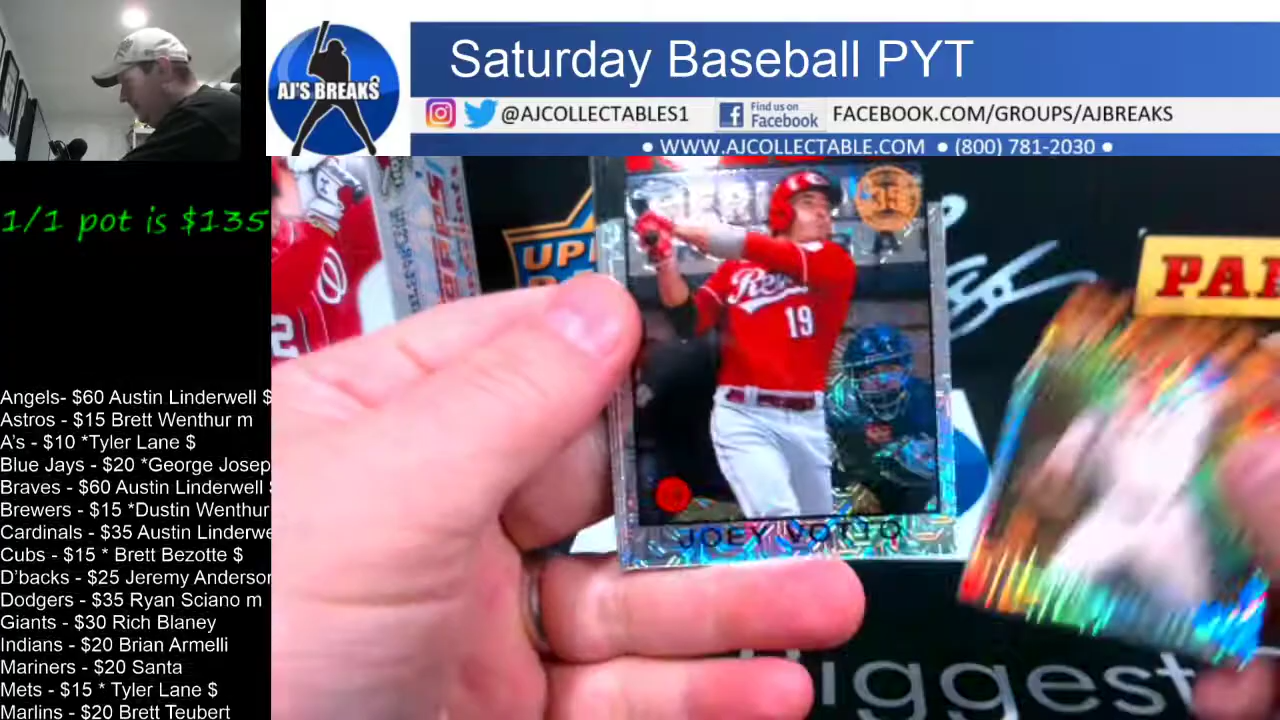 AJ'S BREAKS
Saturday Baseball PYT
@AJCOLLECTABLES1
Find us on
Facebook
FACEBOOK.COM/GROUPS/AJBREAKS
• WWW.AJCOLLECTABLE.COM • (800) 781-2030 •
1/1 pot is $135
Angels- $60 Austin Linderwell $
Astros - $15 Brett Wenthur m
A's - $10 *Tyler Lane $
Blue Jays - $20 *George Josep
Braves - $60 Austin Linderwell
Brewers - $15 *Dustin Wenthur
Cardinals - $35 Austin Linderwe
Cubs - $15 * Brett Bezotte $
D'backs - $25 Jeremy Anderson
Dodgers - $35 Ryan Sciano m
Giants - $30 Rich Blaney
Indians - $20 Brian Armelli
Mariners - $20 Santa
Mets - $15 * Tyler Lane $
Marlins - $20 Brett Teubert
UP
35
Reds
19
JOEY VOTTO
PA
iggest